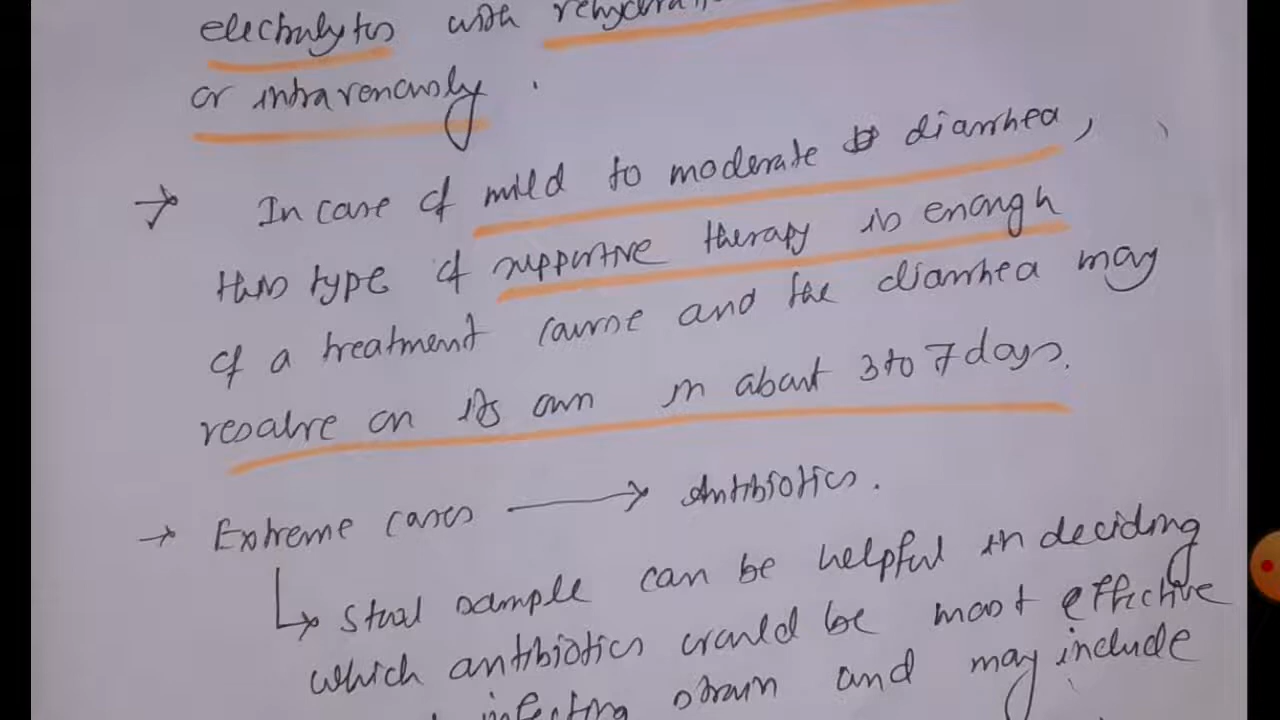 electrolytes with
or intravenously.
→ In case of mild to moderate diarrhea,
this type of supportive therapy is enough
of a treatment course and the diarrhea may
resolve on its own in about 3 to 7 days.
→ Extreme cases → Antibiotics.
↳ stool sample can be helpful in deciding
which antibiotics would be most effective
infecting strain and may include